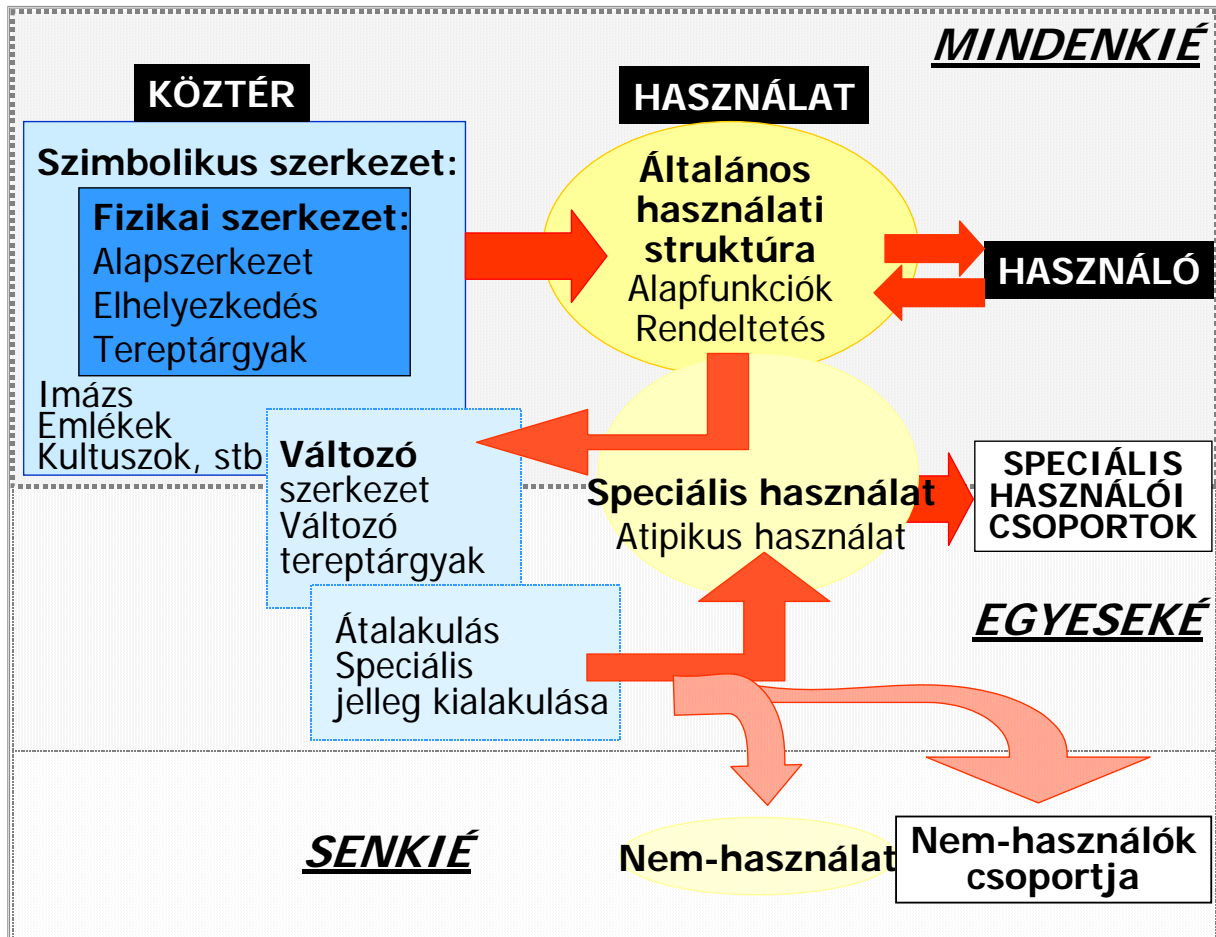 MINDENKIÉ
KÖZTÉR
HASZNÁLAT
Szimbolikus szerkezet:
Fizikai szerkezet:
Alapszerkezet
Elhelyezkedés
Tereptárgyak
Imázs
Emlékek
Kultuszok, stb
Általános
használati
struktúra
Alapfunkciók
Rendeltetés
HASZNÁLÓ
Változó
szerkezet
Változó
tereptárgyak
Speciális használat
Atipikus használat
SPECIÁLIS
HASZNÁLÓI
CSOPORTOK
EGYESEKÉ
Átalakulás
Speciális
jelleg kialakulása
SENKIÉ
Nem-használat
Nem-használók
csoportja